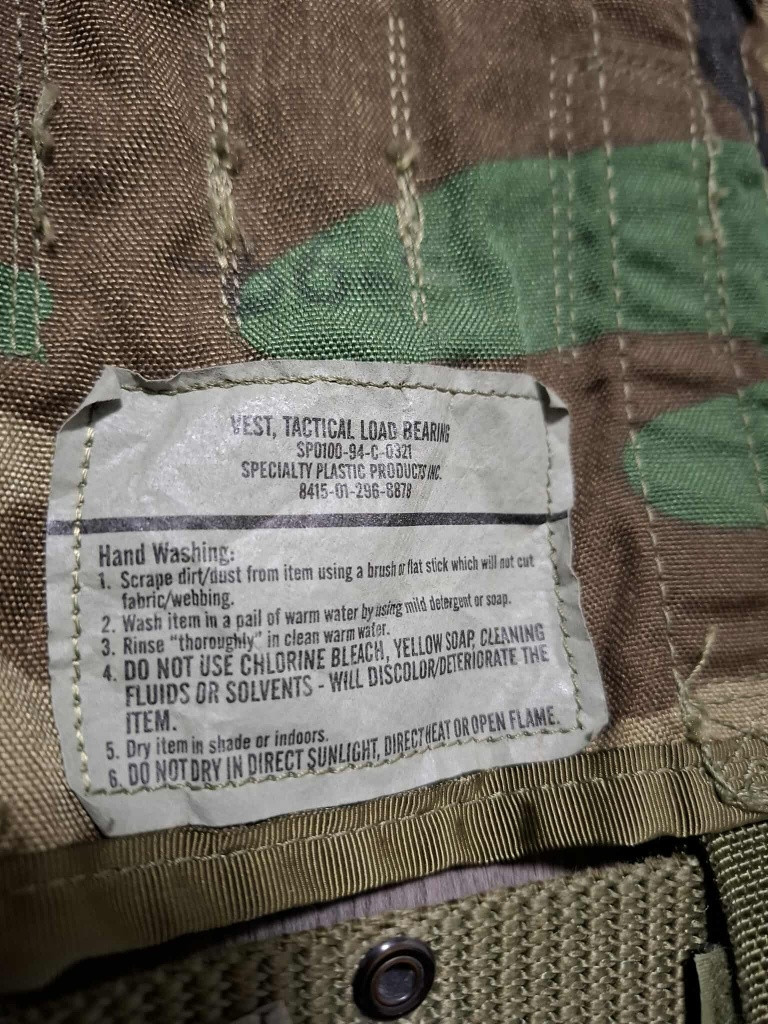 VEST, TACTICAL LOAD BEARING
SPO100-94-C-0321
SPECIALTY PLASTIC PRODUCTS INC.
8415-01-296-8878
Hand Washing:
1. Scrape dirt/dust from item using a brush or flat stick which will not cut
fabric/webbing.
2. Wash item in a pail of warm water by using mild detergent or soap.
3. Rinse "thoroughly" in clean warm water.
4. DO NOT USE CHLORINE BLEACH, YELLOW SOAP, CLEANING
FLUIDS OR SOLVENTS - WILL DISCOLOR/DETERIORATE THE
ITEM.
5. Dry item in shade or indoors.
6. DO NOT DRY IN DIRECT SUNLIGHT, DIRECT HEAT OR OPEN FLAME.